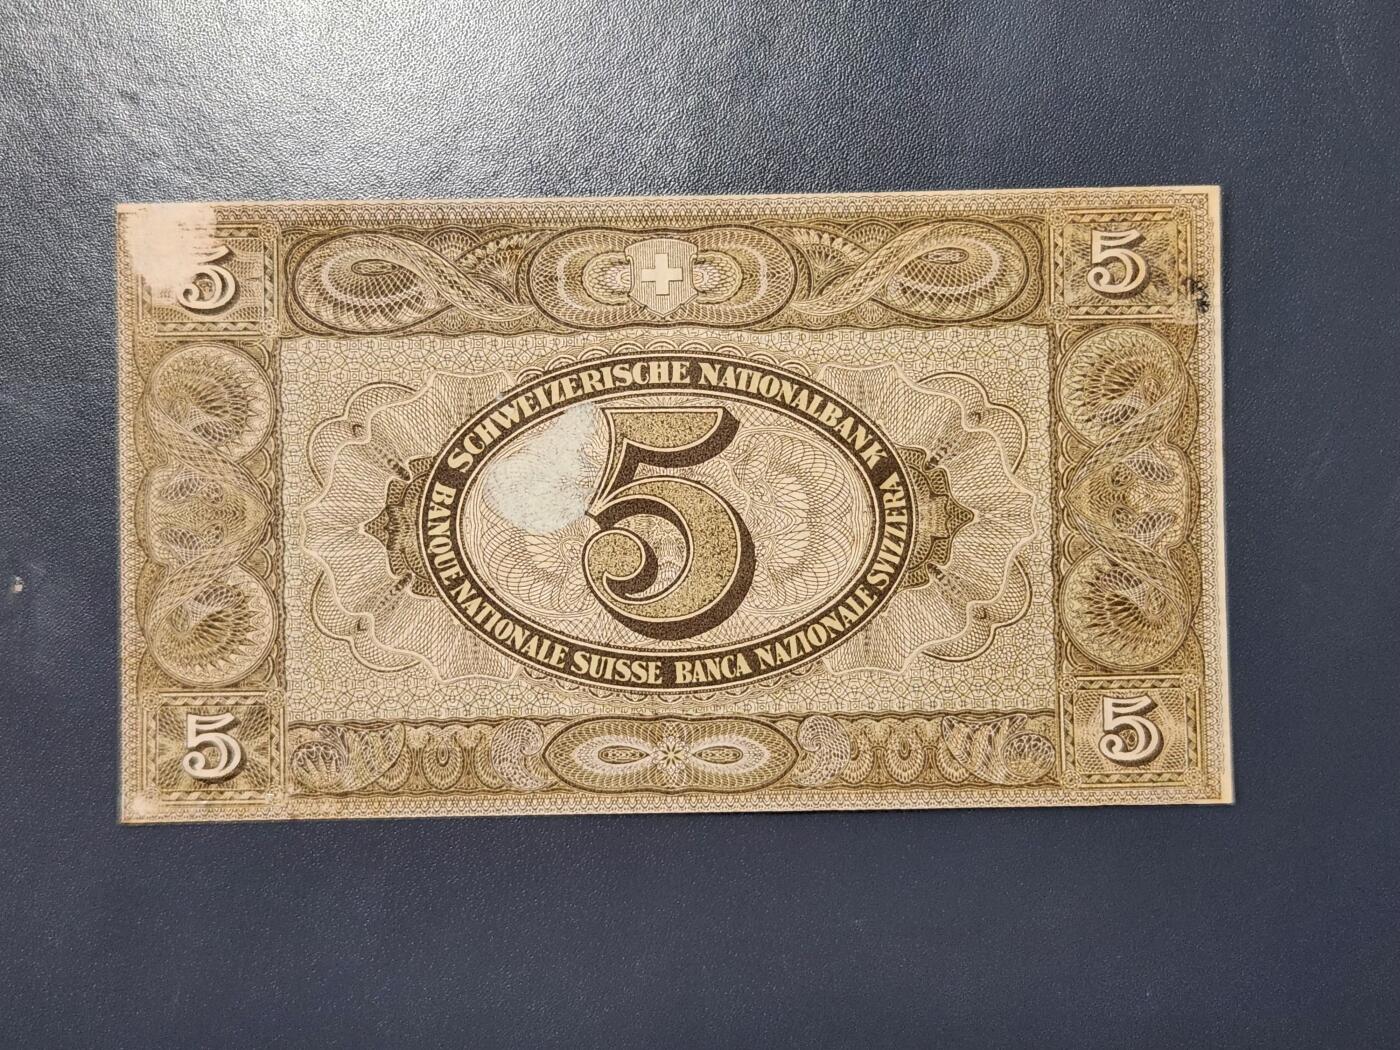 5 5
SCHWEIZERISCHE NATIONALBANK
5
BANQUE NATIONALE SUISSE BANCA NAZIONALE SVIZZERA
5 5